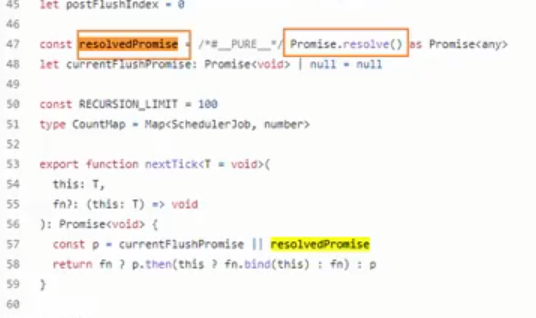 45 let postFlushIndex = 0
46
47 const resolvedPromise = /*#__PURE__*/ Promise.resolve() as Promise<any>
48 let currentFlushPromise: Promise<void> | null = null
49
50 const RECURSION_LIMIT = 100
51 type CountMap = Map<SchedulerJob, number>
52
53 export function nextTick<T = void>(
54 this: T,
55 fn?: (this: T) => void
56 ): Promise<void> {
57 const p = currentFlushPromise || resolvedPromise
58 return fn ? p.then(this ? fn.bind(this) : fn) : p
59 }
60